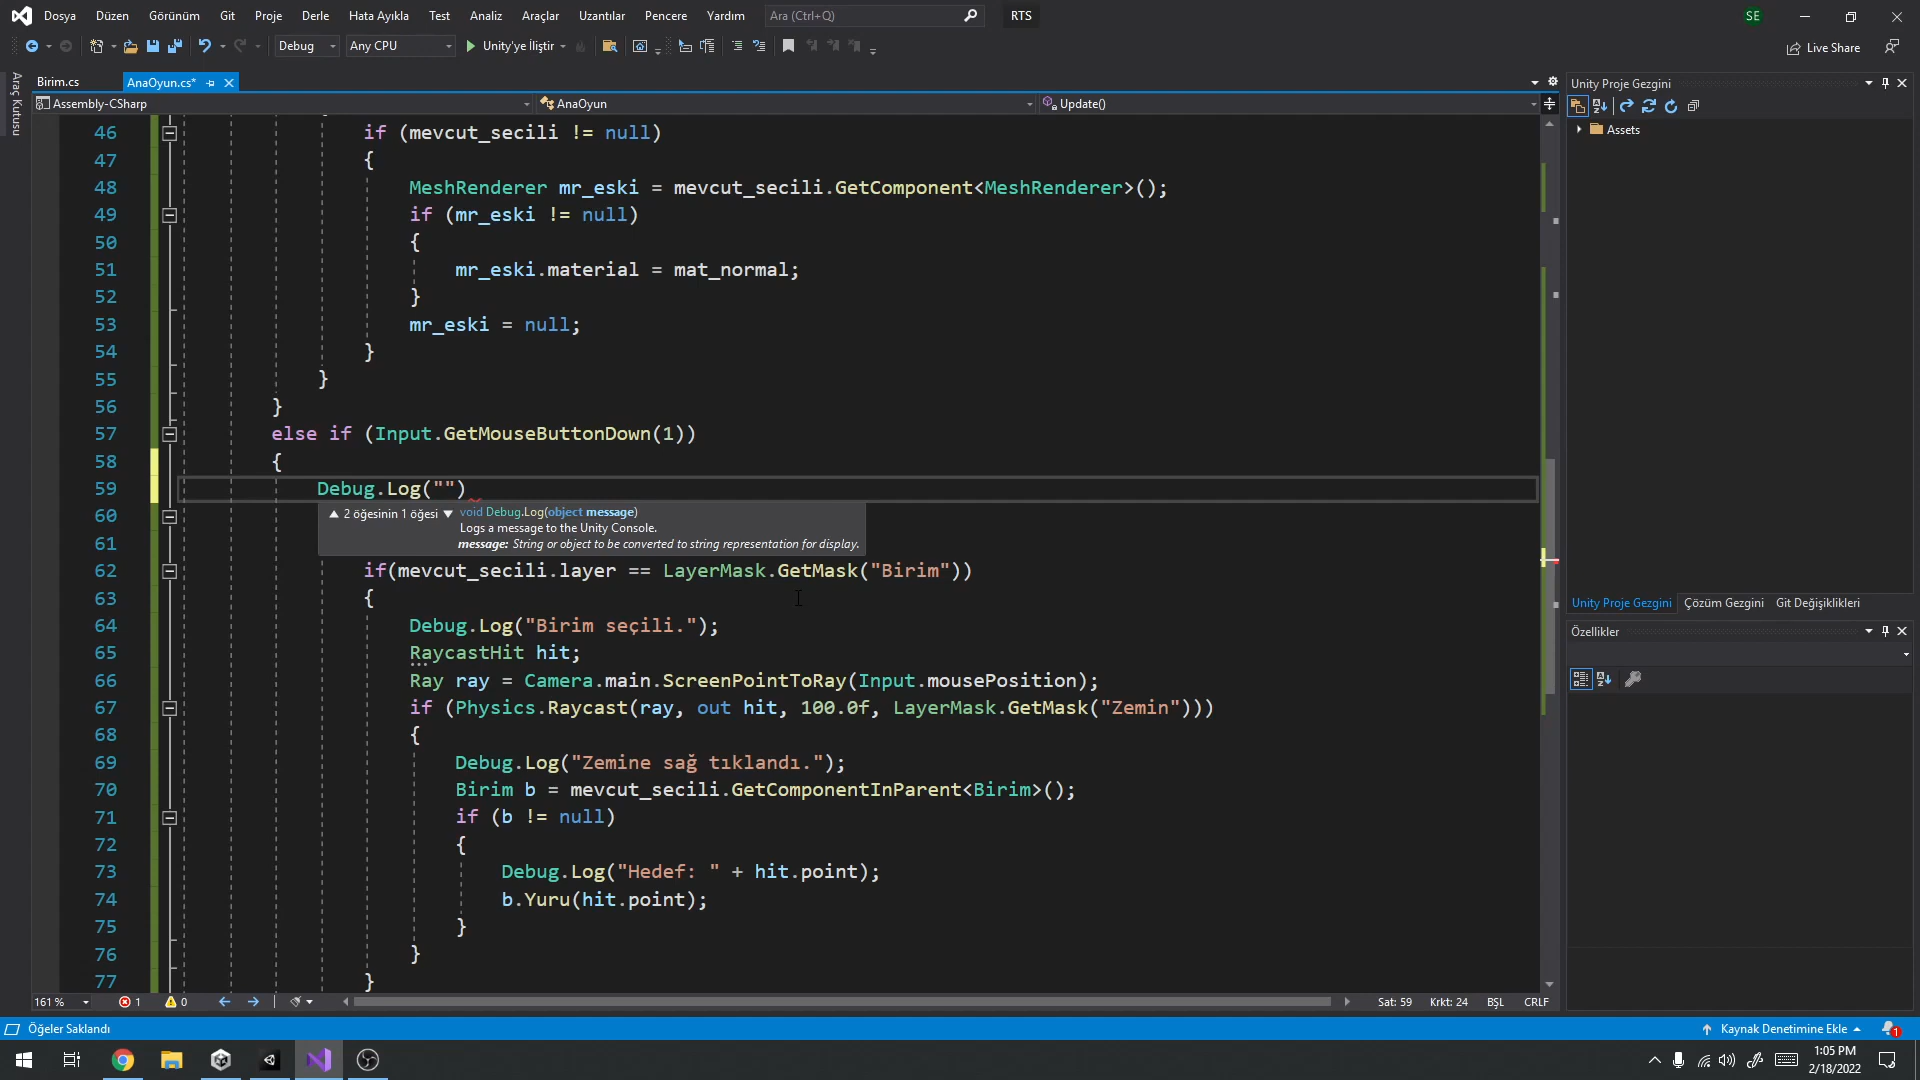 Dosya Düzen Görünüm Git Proje Derle Hata Ayıkla Test Analiz Araçlar Uzantılar Pencere Yardım Ara (Ctrl+Q) RTS SE
Debug Any CPU Unity'ye İliştir Live Share
Araç Kutusu
Birim.cs AnaOyun.cs*
Assembly-CSharp AnaOyun Update()
46 if (mevcut_secili != null)
47 {
48 MeshRenderer mr_eski = mevcut_secili.GetComponent<MeshRenderer>();
49 if (mr_eski != null)
50 {
51 mr_eski.material = mat_normal;
52 }
53 mr_eski = null;
54 }
55 }
56 }
57 else if (Input.GetMouseButtonDown(1))
58 {
59 Debug.Log("")
60
2 öğesinin 1 öğesi void Debug.Log(object message)
Logs a message to the Unity Console.
message: String or object to be converted to string representation for display.
61
62 if(mevcut_secili.layer == LayerMask.GetMask("Birim"))
63 {
64 Debug.Log("Birim seçili.");
65 RaycastHit hit;
66 Ray ray = Camera.main.ScreenPointToRay(Input.mousePosition);
67 if (Physics.Raycast(ray, out hit, 100.0f, LayerMask.GetMask("Zemin")))
68 {
69 Debug.Log("Zemine sağ tıklandı.");
70 Birim b = mevcut_secili.GetComponentInParent<Birim>();
71 if (b != null)
72 {
73 Debug.Log("Hedef: " + hit.point);
74 b.Yuru(hit.point);
75 }
76 }
77 }
161 % 1 0 Sat: 59 Krkt: 24 BŞL CRLF
Unity Proje Gezgini
Assets
Unity Proje Gezgini Çözüm Gezgini Git Değişiklikleri
Özellikler
Öğeler Saklandı Kaynak Denetimine Ekle 1
1:05 PM
2/18/2022